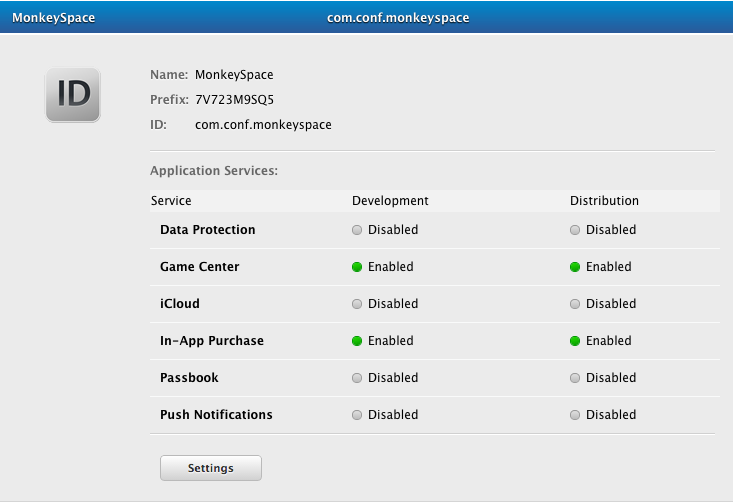 MonkeySpace com.conf.monkeyspace
ID
Name: MonkeySpace
Prefix: 7V723M9SQ5
ID: com.conf.monkeyspace
Application Services:
Service Development Distribution
Data Protection Disabled Disabled
Game Center Enabled Enabled
iCloud Disabled Disabled
In-App Purchase Enabled Enabled
Passbook Disabled Disabled
Push Notifications Disabled Disabled
Settings